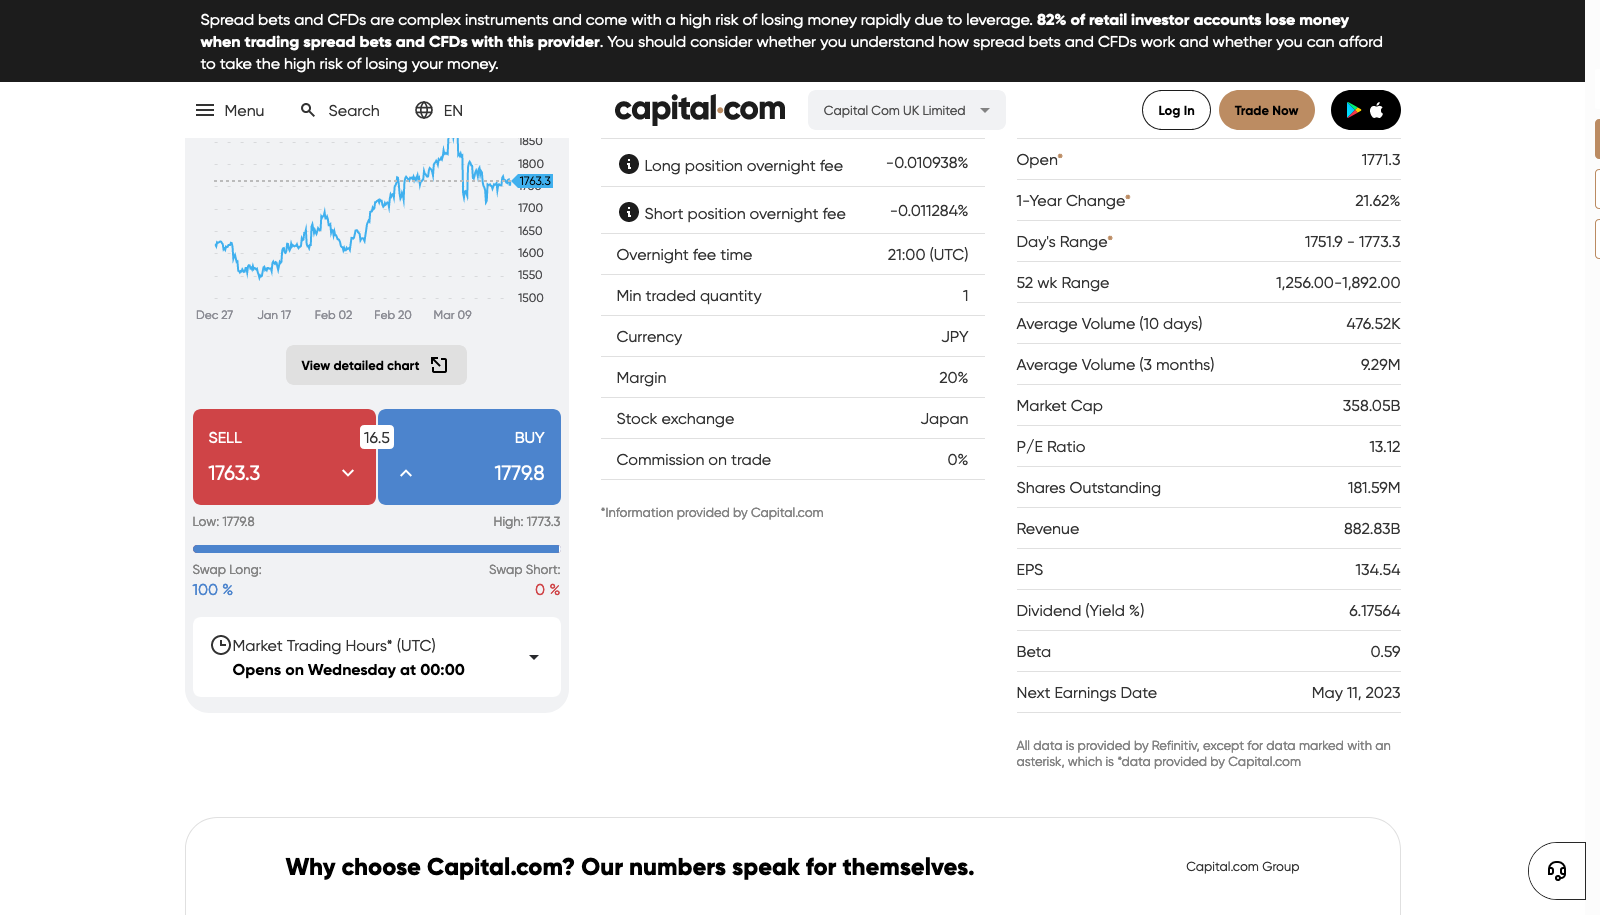 Spread bets and CFDs are complex instruments and come with a high risk of losing money rapidly due to leverage. 82% of retail investor accounts lose money
when trading spread bets and CFDs with this provider. You should consider whether you understand how spread bets and CFDs work and whether you can afford
to take the high risk of losing your money.
Menu
Search
EN
capital.com
Capital Com UK Limited
Log In
Trade Now
1850
1800
1763.3
1700
1650
1600
1550
1500
Dec 27
Jan 17
Feb 02
Feb 20
Mar 09
View detailed chart
SELL
16.5
BUY
1763.3
1779.8
Low: 1779.8
High: 1773.3
Swap Long:
Swap Short:
100 %
0 %
Market Trading Hours* (UTC)
Opens on Wednesday at 00:00
Long position overnight fee
-0.010938%
Short position overnight fee
-0.011284%
Overnight fee time
21:00 (UTC)
Min traded quantity
1
Currency
JPY
Margin
20%
Stock exchange
Japan
Commission on trade
0%
*Information provided by Capital.com
Open*
1771.3
1-Year Change*
21.62%
Day's Range*
1751.9 - 1773.3
52 wk Range
1,256.00-1,892.00
Average Volume (10 days)
476.52K
Average Volume (3 months)
9.29M
Market Cap
358.05B
P/E Ratio
13.12
Shares Outstanding
181.59M
Revenue
882.83B
EPS
134.54
Dividend (Yield %)
6.17564
Beta
0.59
Next Earnings Date
May 11, 2023
All data is provided by Refinitiv, except for data marked with an
asterisk, which is *data provided by Capital.com
Why choose Capital.com? Our numbers speak for themselves.
Capital.com Group